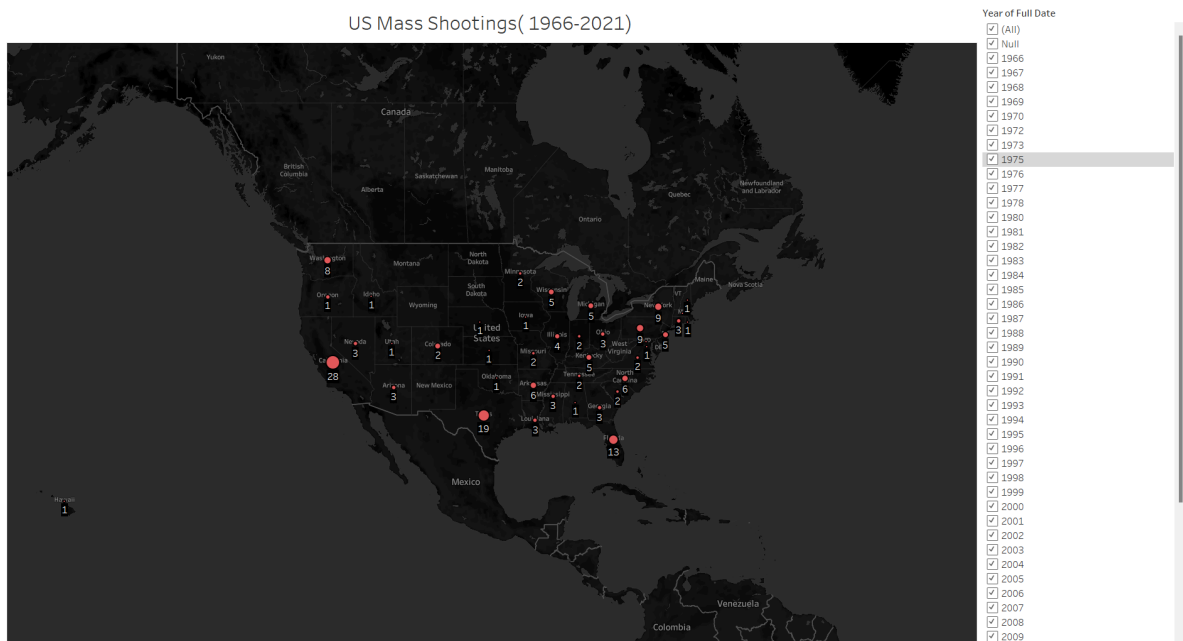 US Mass Shootings( 1966-2021)
Yukon
Canada
British
Columbia
Alberta
Saskatchewan
Manitoba
Ontario
Quebec
Newfoundland
and Labrador
Nova Scotia
Maine
VT
Washington
8
Montana
North
Dakota
Minnesota
2
Oregon
1
Idaho
1
Wyoming
South
Dakota
Wisconsin
5
Michigan
5
New York
9
1
3
1
Iowa
1
1
United
States
Nevada
3
Utah
1
Colorado
2
1
Illinois
4
2
Ohio
3
9
5
West
Virginia
1
2
Missouri
2
Kentucky
5
California
28
Arizona
3
New Mexico
Oklahoma
1
Arkansas
6
Tennessee
2
North
Carolina
6
2
Mississippi
3
1
Georgia
3
Texas
19
Louisiana
3
Florida
13
Mexico
Hawaii
1
Venezuela
Colombia
Year of Full Date
(All)
Null
1966
1967
1968
1969
1970
1972
1973
1975
1976
1977
1978
1980
1981
1982
1983
1984
1985
1986
1987
1988
1989
1990
1991
1992
1993
1994
1995
1996
1997
1998
1999
2000
2001
2002
2003
2004
2005
2006
2007
2008
2009